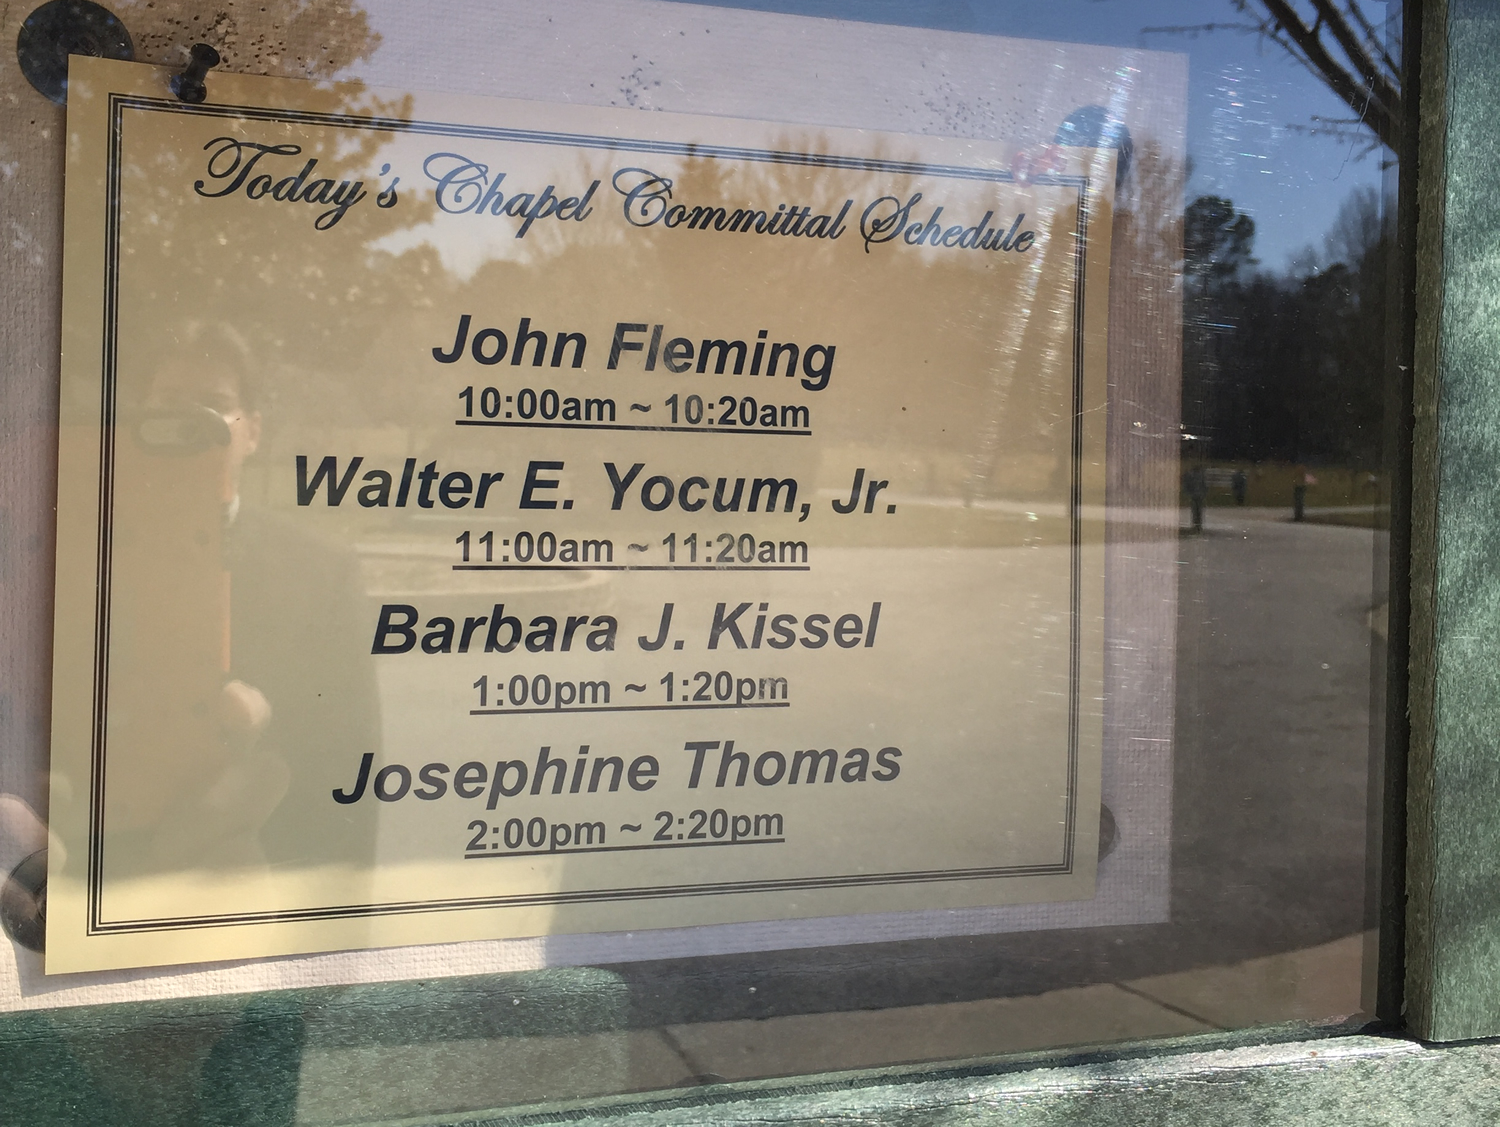 Today's Chapel Committal Schedule
John Fleming
10:00am ~ 10:20am
Walter E. Yocum, Jr.
11:00am ~ 11:20am
Barbara J. Kissel
1:00pm ~ 1:20pm
Josephine Thomas
2:00pm ~ 2:20pm